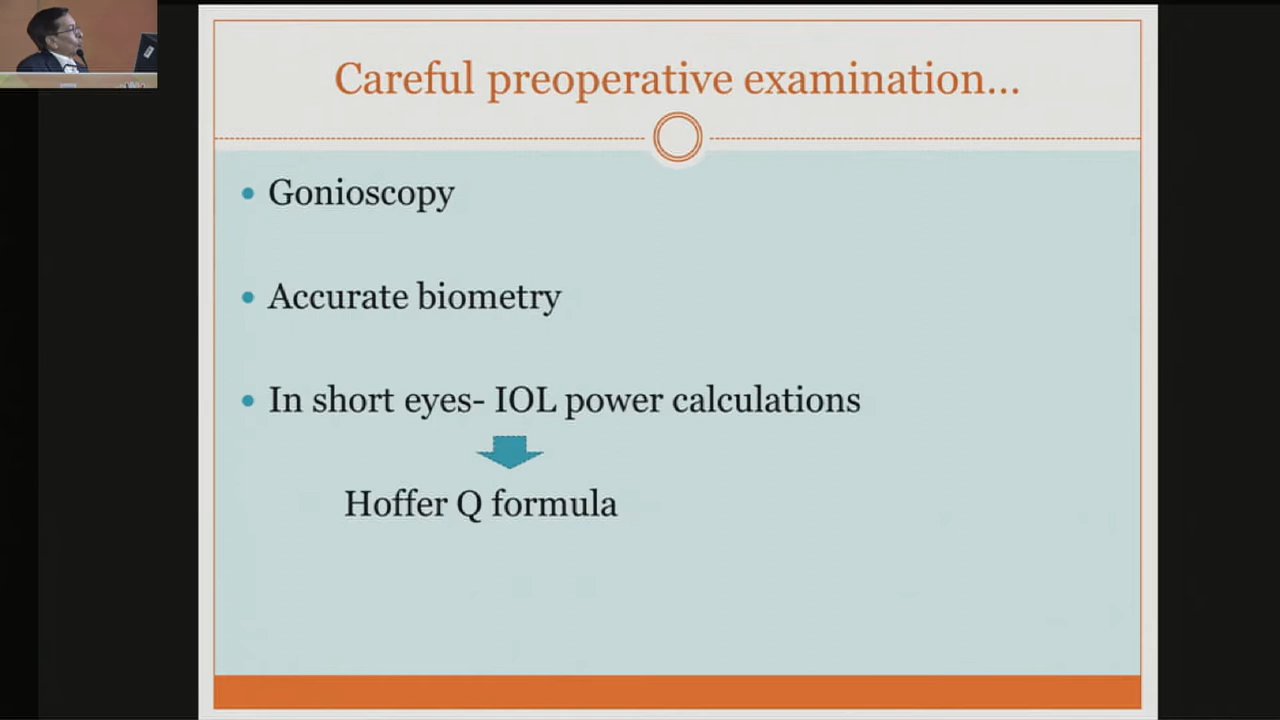 Careful preoperative examination...
• Gonioscopy
• Accurate biometry
• In short eyes- IOL power calculations
Hoffer Q formula